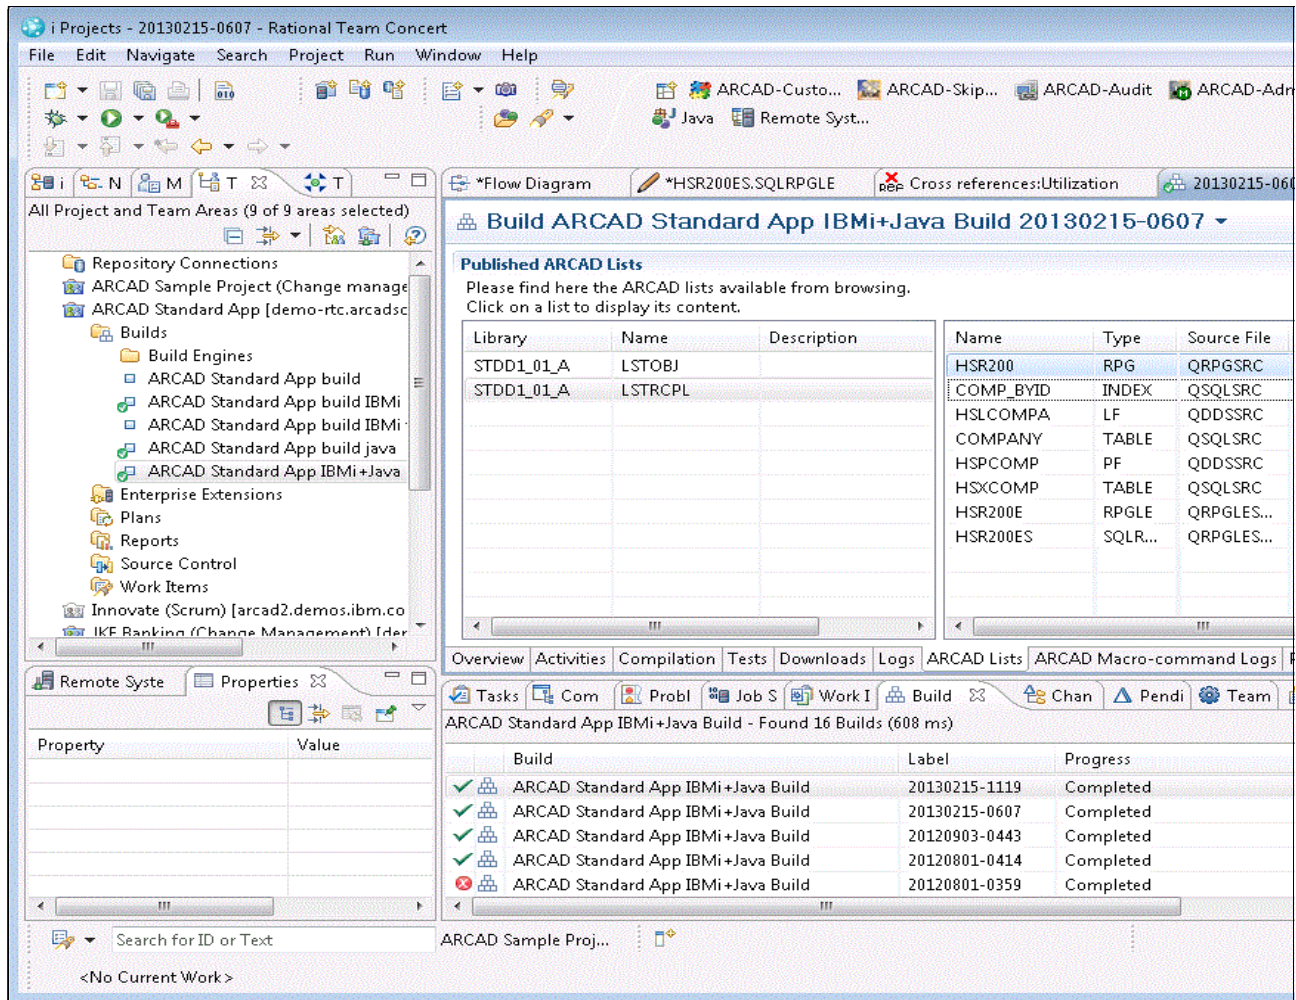 i Projects - 20130215-0607 - Rational Team Concert
File Edit Navigate Search Project Run Window Help
ARCAD-Custo... ARCAD-Skip... ARCAD-Audit ARCAD-Adm
Java Remote Syst...
i N M T T
*Flow Diagram *HSR200ES.SQLRPGLE Cross references:Utilization 20130215-060
All Project and Team Areas (9 of 9 areas selected)
Repository Connections
ARCAD Sample Project (Change manage
ARCAD Standard App [demo-rtc.arcadsc
Builds
Build Engines
ARCAD Standard App build
ARCAD Standard App build IBMi
ARCAD Standard App build IBMi
ARCAD Standard App build java
ARCAD Standard App IBMi+Java
Enterprise Extensions
Plans
Reports
Source Control
Work Items
Innovate (Scrum) [arcad2.demos.ibm.co
JKE Banking (Change Management) [der
Build ARCAD Standard App IBMi+Java Build 20130215-0607
Published ARCAD Lists
Please find here the ARCAD lists available from browsing.
Click on a list to display its content.
Library Name Description
STDD1_01_A LSTOBJ
STDD1_01_A LSTRCPL
Name Type Source File
HSR200 RPG QRPGSRC
COMP_BYID INDEX QSQLSRC
HSLCOMPA LF QDDSSRC
COMPANY TABLE QSQLSRC
HSPCOMP PF QDDSSRC
HSXCOMP TABLE QSQLSRC
HSR200E RPGLE QRPGLES...
HSR200ES SQLR... QRPGLES...
Overview Activities Compilation Tests Downloads Logs ARCAD Lists ARCAD Macro-command Logs
Remote Syste Properties
Property Value
Tasks Com Probl Job S Work I Build Chan Pendi Team
ARCAD Standard App IBMi+Java Build - Found 16 Builds (608 ms)
Build Label Progress
ARCAD Standard App IBMi+Java Build 20130215-1119 Completed
ARCAD Standard App IBMi+Java Build 20130215-0607 Completed
ARCAD Standard App IBMi+Java Build 20120903-0443 Completed
ARCAD Standard App IBMi+Java Build 20120801-0414 Completed
ARCAD Standard App IBMi+Java Build 20120801-0359 Completed
Search for ID or Text ARCAD Sample Proj...
<No Current Work>